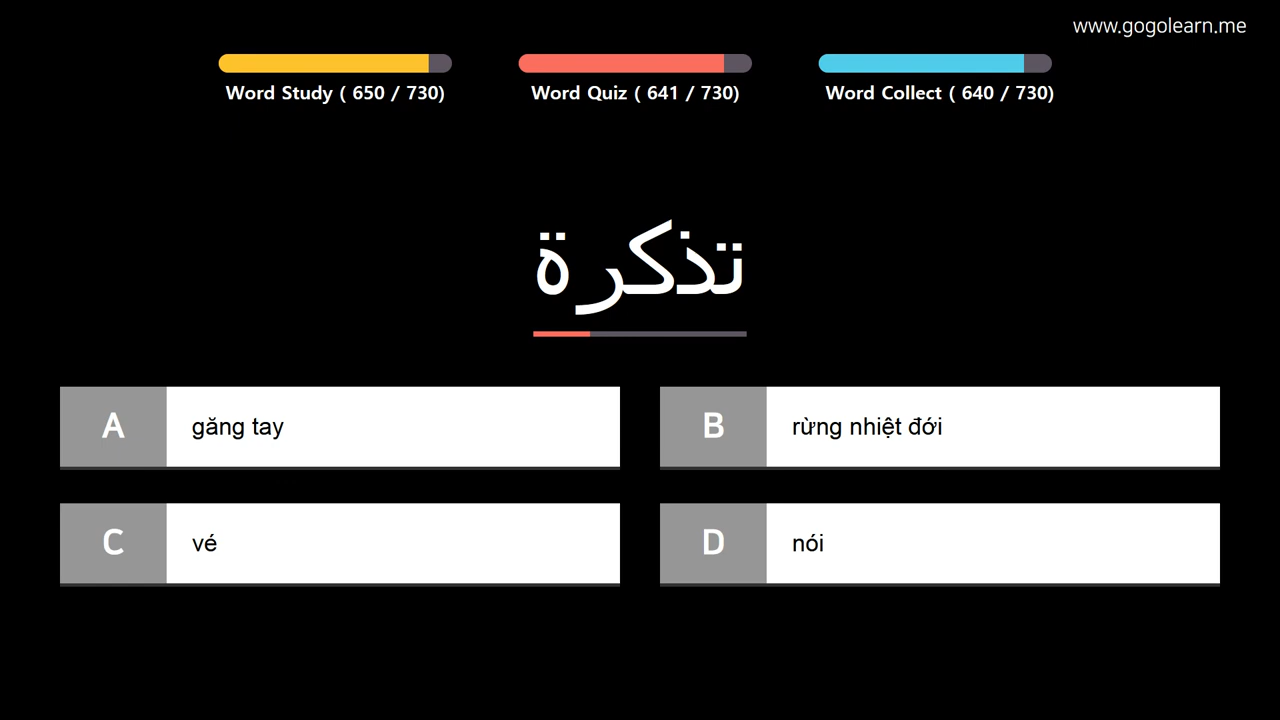 www.gogolearn.me
Word Study ( 650 / 730)
Word Quiz ( 641 / 730)
Word Collect ( 640 / 730)
تذكرة
A
găng tay
B
rừng nhiệt đới
C
vé
D
nói